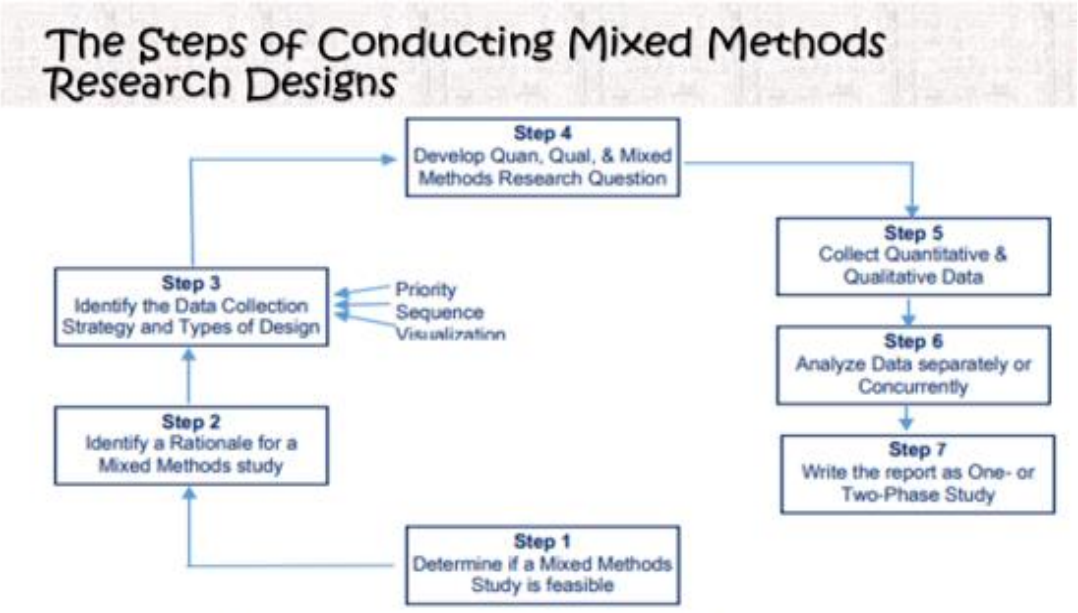 The Steps of Conducting Mixed Methods
Research Designs
Step 4
Develop Quan, Qual, & Mixed
Methods Research Question
Step 5
Collect Quantitative &
Qualitative Data
Step 3
Identify the Data Collection
Strategy and Types of Design
Priority
Sequence
Visualization
Step 6
Analyze Data separately or
Concurrently
Step 2
Identify a Rationale for a
Mixed Methods study
Step 7
Write the report as One- or
Two-Phase Study
Step 1
Determine if a Mixed Methods
Study is feasible